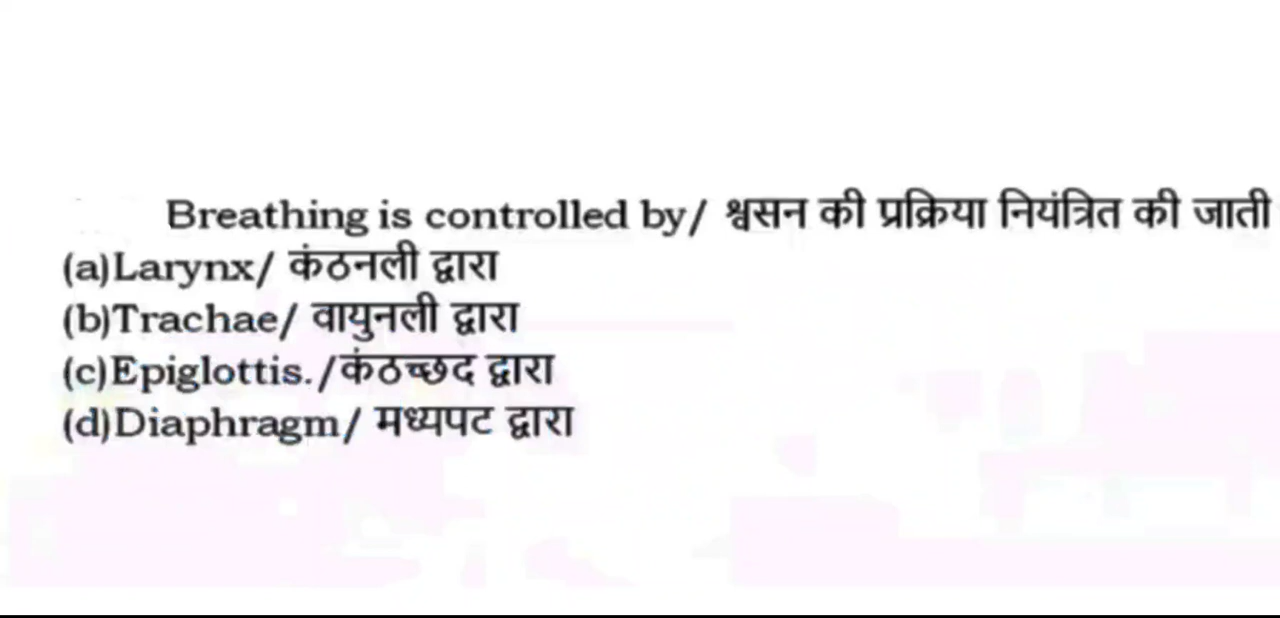 Breathing is controlled by/ श्वसन की प्रक्रिया नियंत्रित की जाती
(a)Larynx/ कंठनली द्वारा
(b)Trachae/ वायुनली द्वारा
(c)Epiglottis./कंठच्छद द्वारा
(d)Diaphragm/ मध्यपट द्वारा